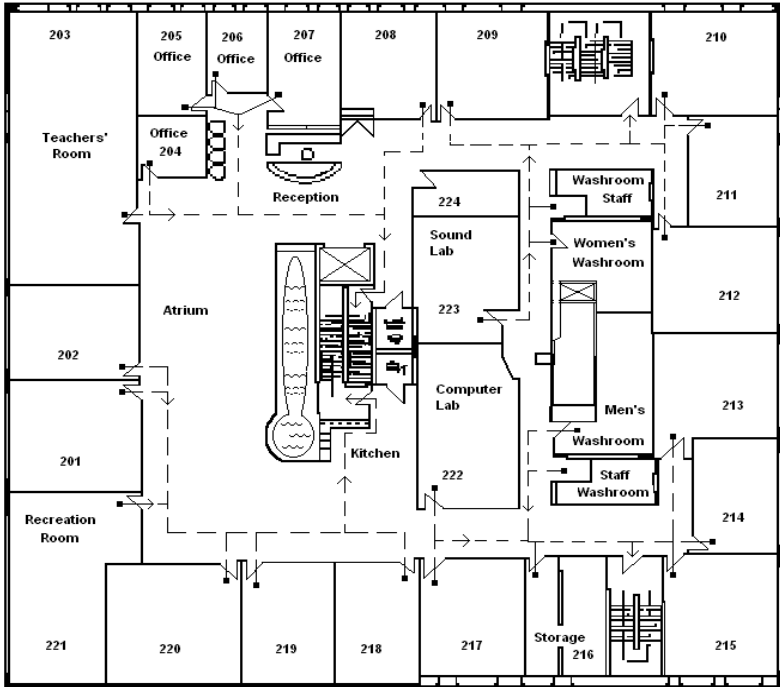 203
205
Office
206
Office
207
Office
208
209
210
Teachers'
Room
Office
204
Reception
224
Washroom
Staff
211
Sound
Lab
Women's
Washroom
223
212
Atrium
202
Computer
Lab
Men's
Washroom
213
201
Kitchen
222
Staff
Washroom
Recreation
Room
214
221
220
219
218
217
Storage
216
215